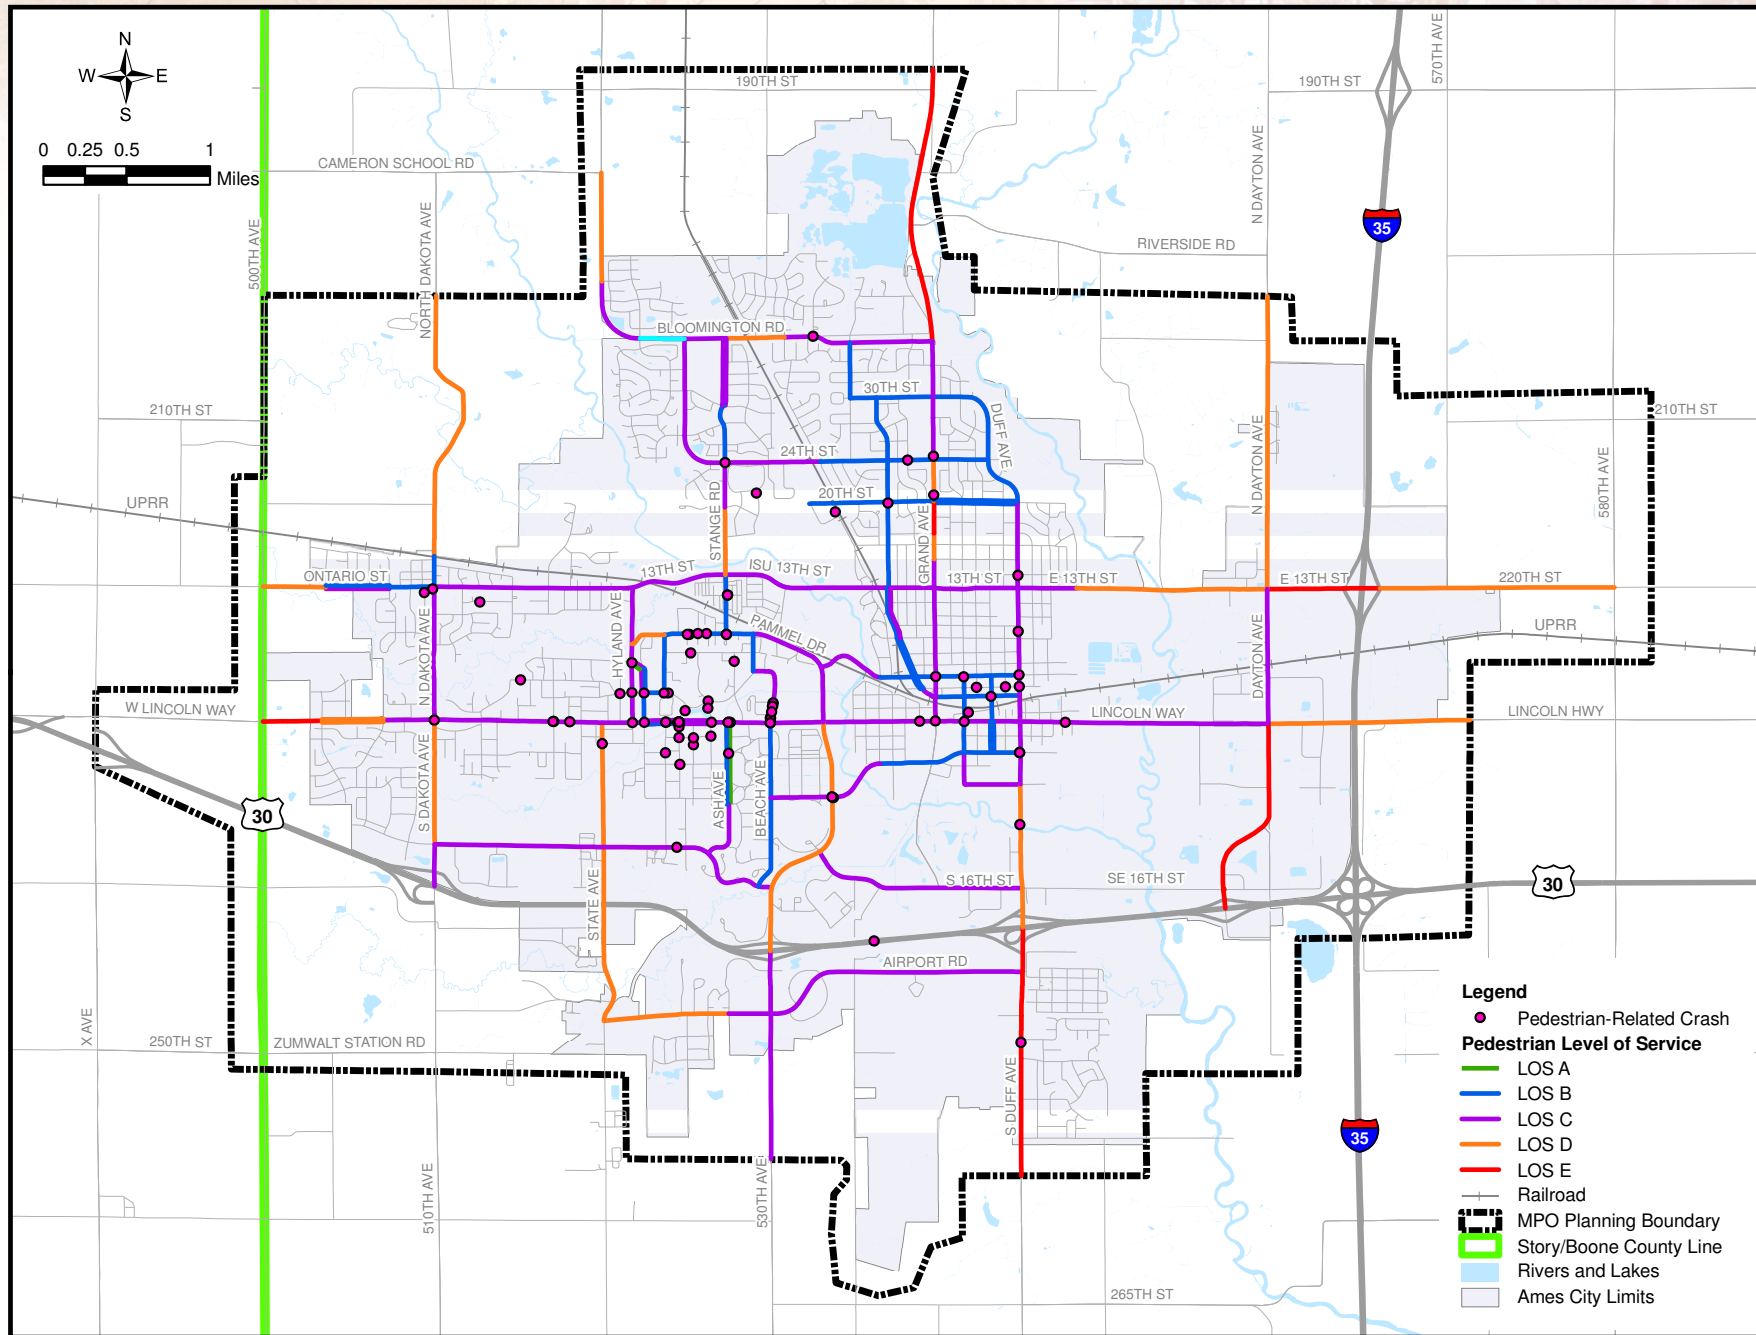 N
W
E
S
0
0.25
0.5
1
Miles
190TH ST
190TH ST
570TH AVE
CAMERON SCHOOL RD
500TH AVE
NORTH DAKOTA AVE
N DAYTON AVE
35
RIVERSIDE RD
BLOOMINGTON RD
30TH ST
210TH ST
210TH ST
DUFF AVE
N DAYTON AVE
24TH ST
580TH AVE
UPRR
20TH ST
STANGE RD
GRAND AVE
ONTARIO ST
13TH ST
ISU 13TH ST
13TH ST
E 13TH ST
E 13TH ST
220TH ST
HYLAND AVE
PAMMEL DR
UPRR
N DAKOTA AVE
DAYTON AVE
W LINCOLN WAY
LINCOLN WAY
LINCOLN HWY
S DAKOTA AVE
ASH AVE
BEACH AVE
30
STATE AVE
S 16TH ST
SE 16TH ST
30
AIRPORT RD
X AVE
250TH ST
ZUMWALT STATION RD
S DUFF AVE
35
510TH AVE
530TH AVE
265TH ST
Legend
Pedestrian-Related Crash
Pedestrian Level of Service
LOS A
LOS B
LOS C
LOS D
LOS E
Railroad
MPO Planning Boundary
Story/Boone County Line
Rivers and Lakes
Ames City Limits